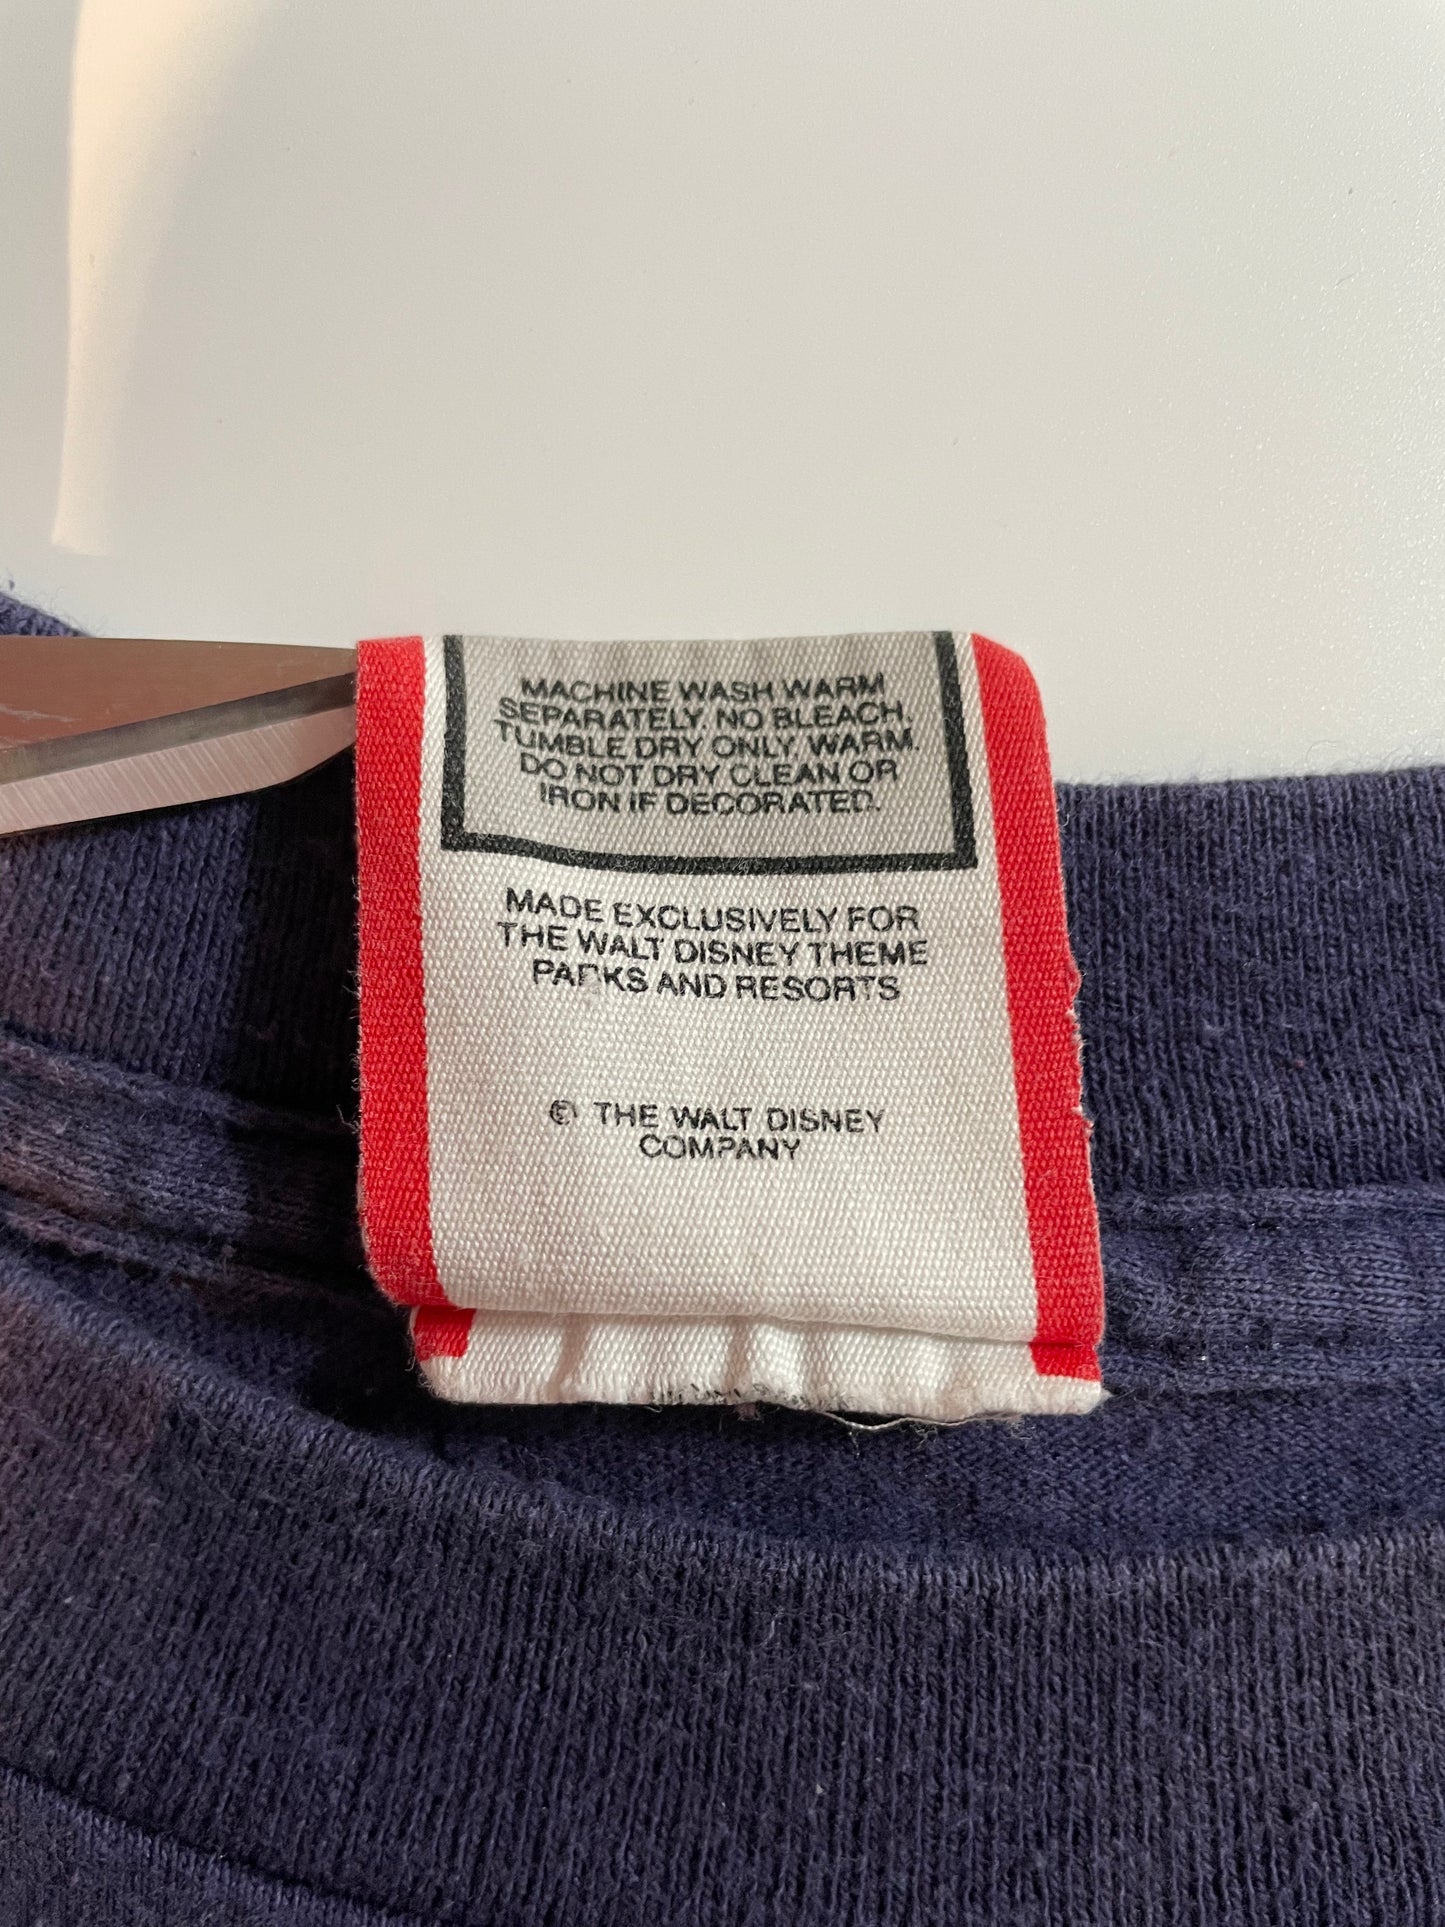 MACHINE WASH WARM
SEPARATELY. NO BLEACH.
TUMBLE DRY ONLY, WARM.
DO NOT DRY CLEAN OR
IRON IF DECORATED.
MADE EXCLUSIVELY FOR
THE WALT DISNEY THEME
PARKS AND RESORTS
© THE WALT DISNEY
COMPANY